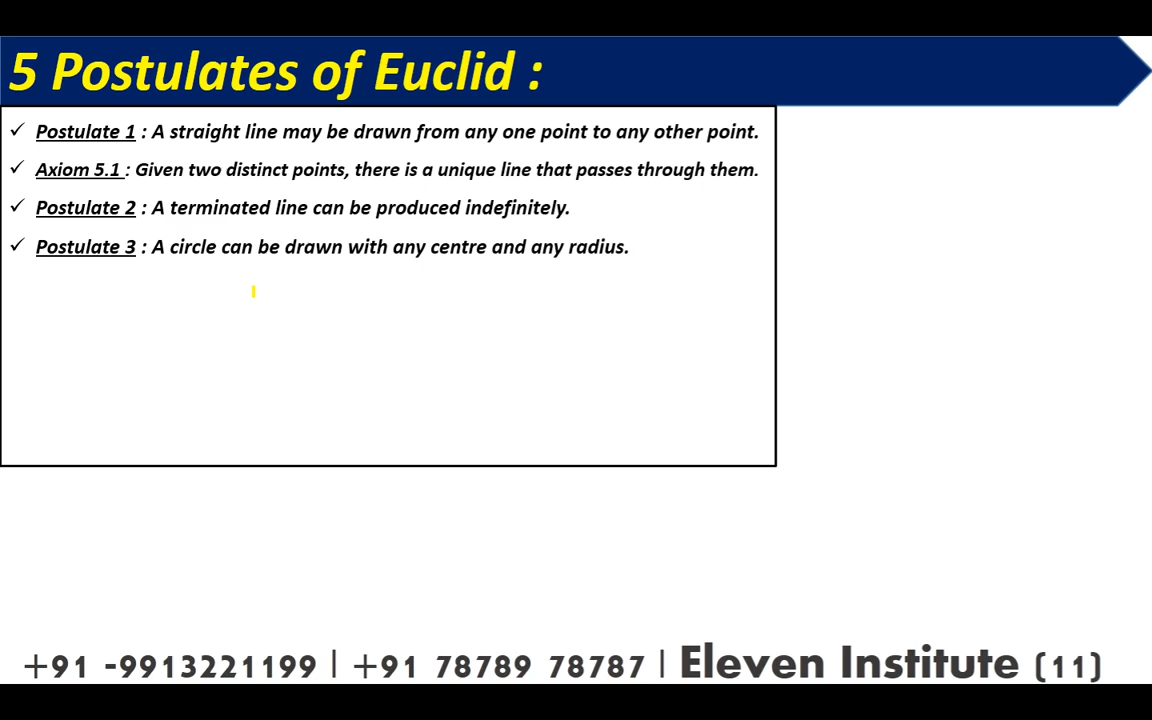 5 Postulates of Euclid :
✓ Postulate 1 : A straight line may be drawn from any one point to any other point.
✓ Axiom 5.1 : Given two distinct points, there is a unique line that passes through them.
✓ Postulate 2 : A terminated line can be produced indefinitely.
✓ Postulate 3 : A circle can be drawn with any centre and any radius.
+91 -9913221199 | +91 78789 78787 | Eleven Institute (11)